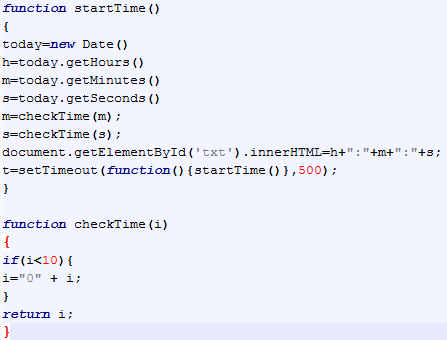 function startTime()
{
today=new Date()
h=today.getHours()
m=today.getMinutes()
s=today.getSeconds()
m=checkTime(m);
s=checkTime(s);
document.getElementById('txt').innerHTML=h+":"+m+":"+s;
t=setTimeout(function(){startTime()},500);
}
function checkTime(i)
{
if(i<10){
i="0" + i;
}
return i;
}